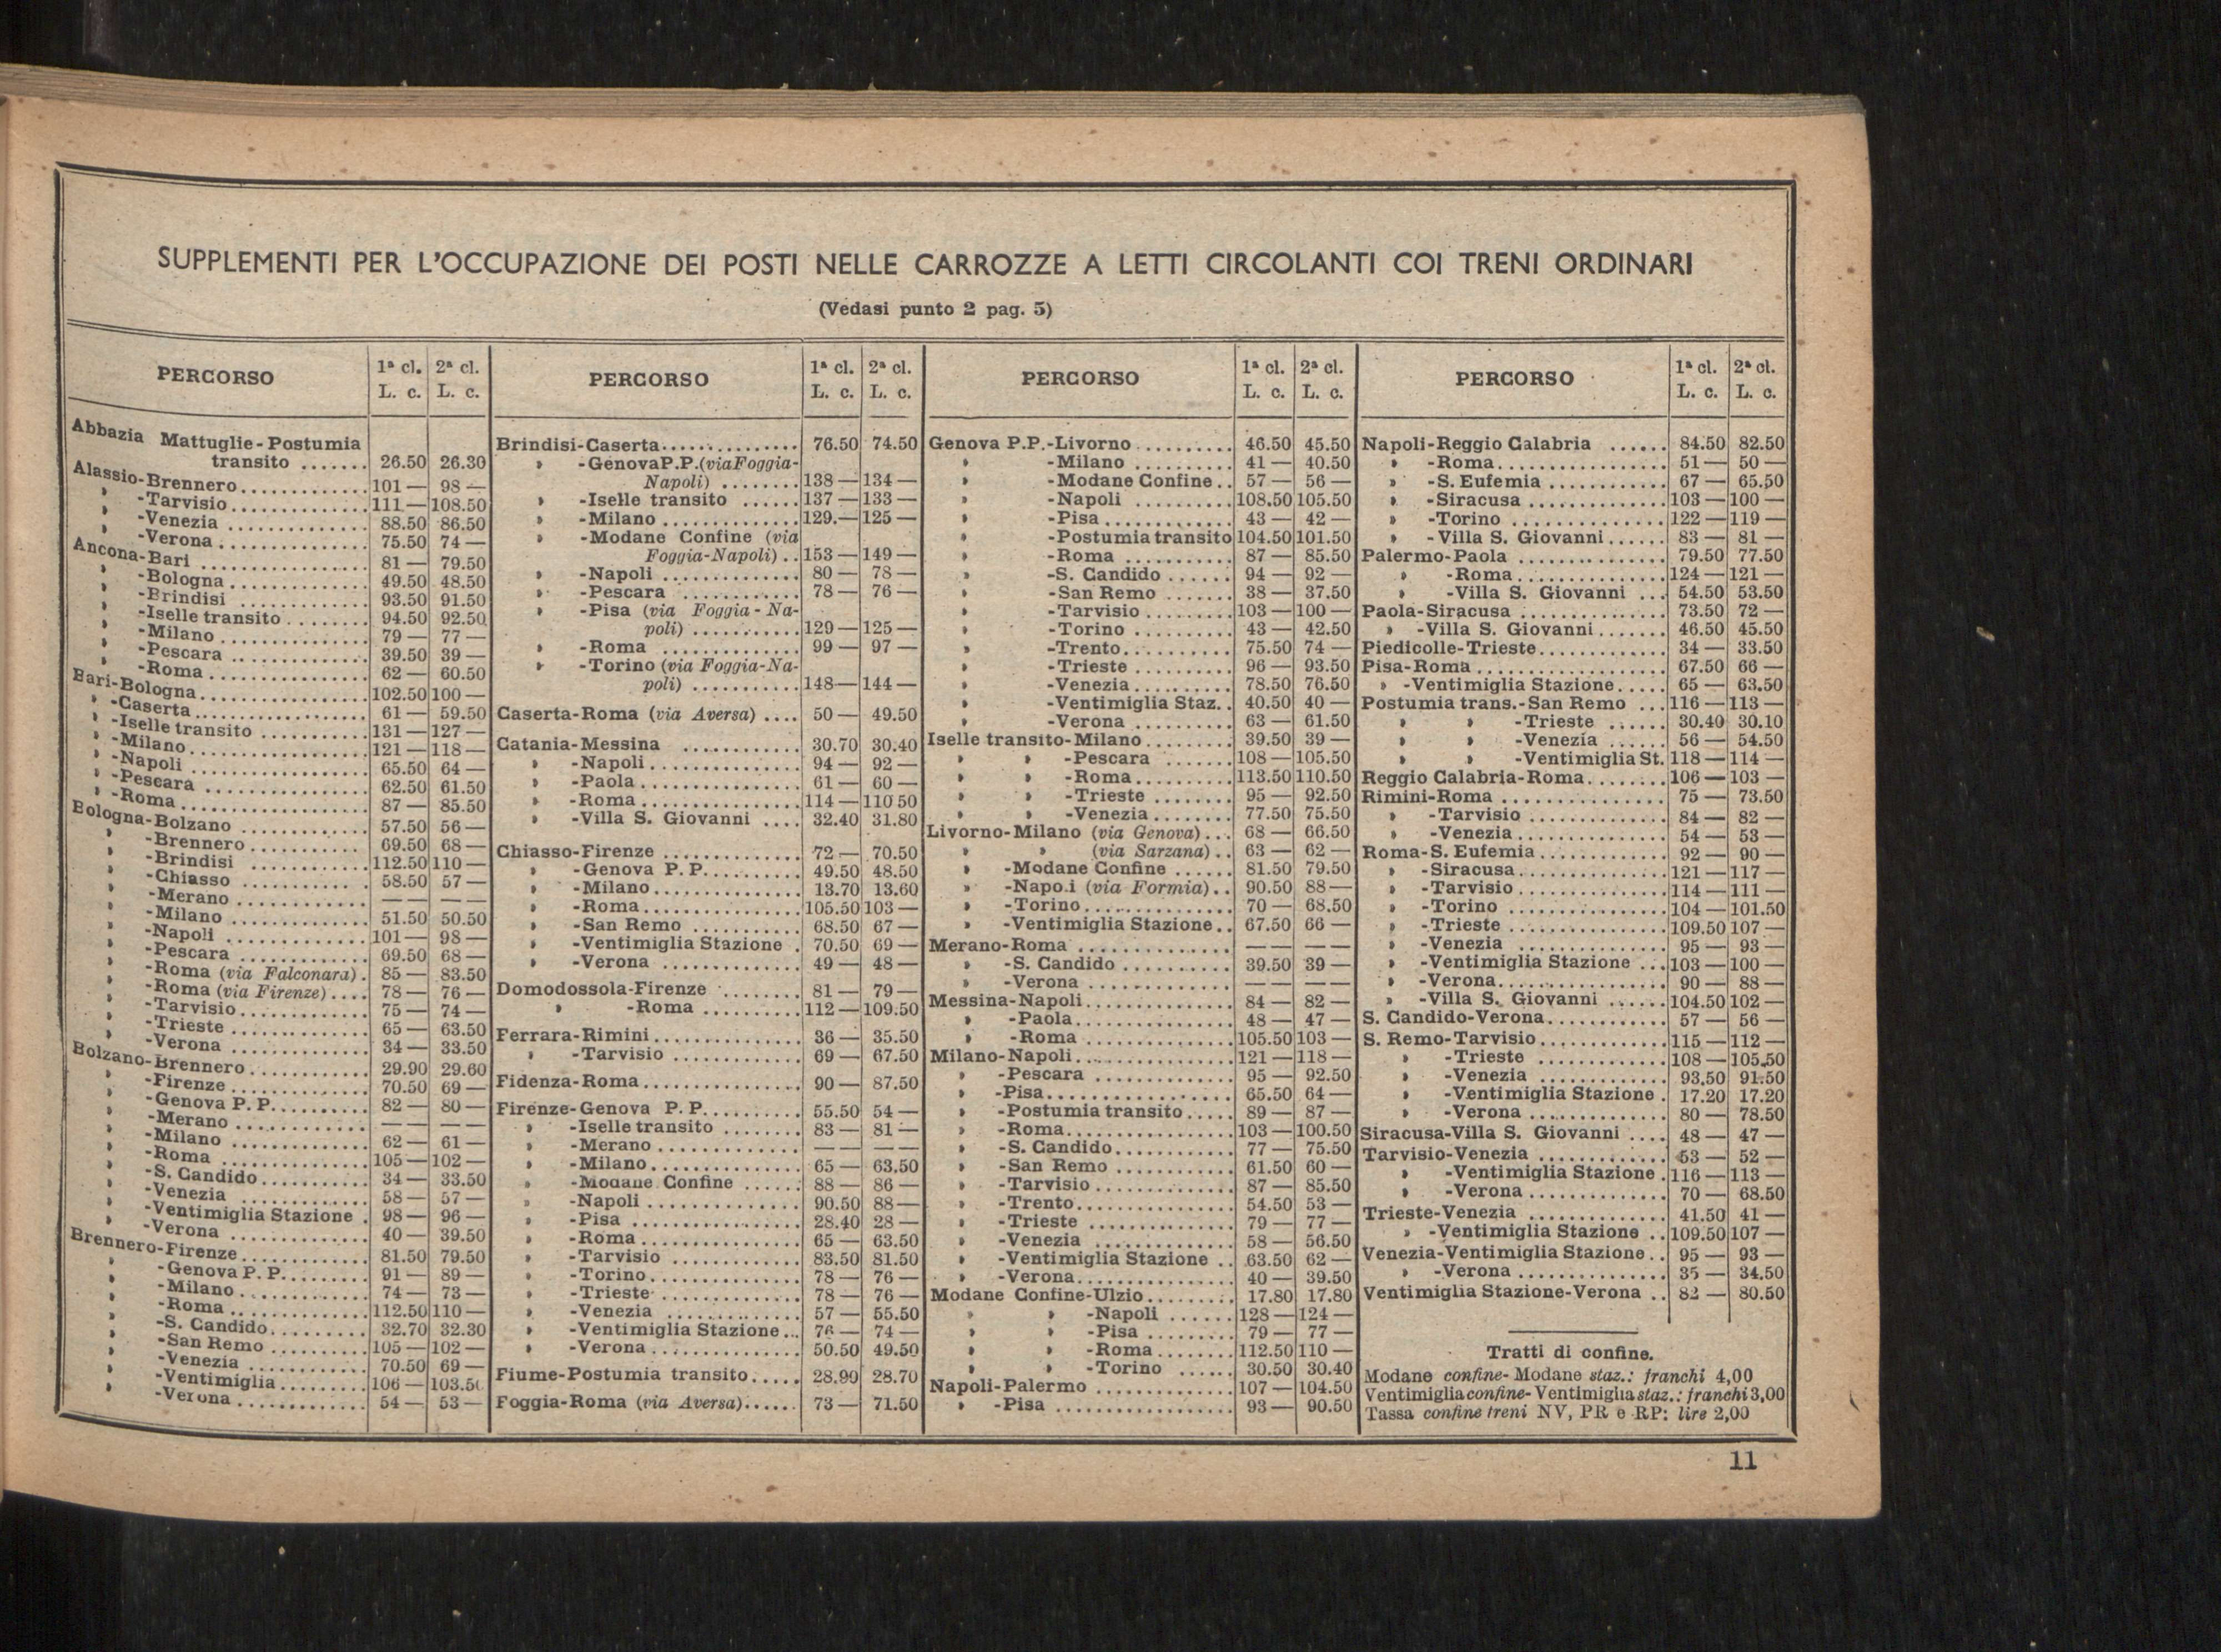 SUPPLEMENTI PER L'OCCUPAZIONE DEI POSTI NELLE CARROZZE A LETTI CIRCOLANTI COI TRENI ORDINARI
(Vedasi punto 2 pag. 5)
PERCORSO 1ª cl. L. c. 2ª cl. L. c.
Abbazia Mattuglie-Postumia
transito ....... 26.50 26.30
Alassio-Brennero ............ 101 — 98 —
» -Tarvisio ............ 111 — 108.50
» -Venezia ............ 88.50 86.50
» -Verona ............ 75.50 74 —
Ancona-Bari ............ 81 — 79.50
» -Bologna ............ 49.50 48.50
» -Brindisi ............ 93.50 91.50
» -Iselle transito ........ 94.50 92.50
» -Milano ............ 79 — 77 —
» -Pescara ............ 39.50 39 —
» -Roma ............ 62 — 60.50
Bari-Bologna ............ 102.50 100 —
» -Caserta ............ 61 — 59.50
» -Iselle transito ........ 131 — 127 —
» -Milano ............ 121 — 118 —
» -Napoli ............ 65.50 64 —
» -Pescara ............ 62.50 61.50
» -Roma ............ 87 — 85.50
Bologna-Bolzano ............ 57.50 56 —
» -Brennero ............ 69.50 68 —
» -Brindisi ............ 112.50 110 —
» -Chiasso ............ 58.50 57 —
» -Merano ............ — — — —
» -Milano ............ 51.50 50.50
» -Napoli ............ 101 — 98 —
» -Pescara ............ 69.50 68 —
» -Roma (via Falconara) . 85 — 83.50
» -Roma (via Firenze) .... 78 — 76 —
» -Tarvisio ............ 75 — 74 —
» -Trieste ............ 65 — 63.50
» -Verona ............ 34 — 33.50
Bolzano-Brennero ............ 29.90 29.60
» -Firenze ............ 70.50 69 —
» -Genova P. P. ......... 82 — 80 —
» -Merano ............ — — — —
» -Milano ............ 62 — 61 —
» -Roma ............ 105 — 102 —
» -S. Candido ........... 34 — 33.50
» -Venezia ............ 58 — 57 —
» -Ventimiglia Stazione . 98 — 96 —
» -Verona ............ 40 — 39.50
Brennero-Firenze ............ 81.50 79.50
» -Genova P. P. ........ 91 — 89 —
» -Milano ............ 74 — 73 —
» -Roma ............ 112.50 110 —
» -S. Candido ......... 32.70 32.30
» -San Remo .......... 105 — 102 —
» -Venezia ............ 70.50 69 —
» -Ventimiglia ......... 106 — 103.50
» -Verona ............ 54 — 53 —
PERCORSO 1ª cl. L. c. 2ª cl. L. c.
Brindisi-Caserta ............ 76.50 74.50
» -Genova P.P. (via Foggia-
Napoli) ........ 138 — 134 —
» -Iselle transito ...... 137 — 133 —
» -Milano ............ 129.— 125 —
» -Modane Confine (via
Foggia-Napoli) .. 153 — 149 —
» -Napoli ............ 80 — 78 —
» -Pescara ............ 78 — 76 —
» -Pisa (via Foggia-Na-
poli) ........... 129 — 125 —
» -Roma ............ 99 — 97 —
» -Torino (via Foggia-Na-
poli) ........... 148 — 144 —
Caserta-Roma (via Aversa) .... 50 — 49.50
Catania-Messina ............ 30.70 30.40
» -Napoli ............ 94 — 92 —
» -Paola ............ 61 — 60 —
» -Roma ............ 114 — 110 50
» -Villa S. Giovanni .... 32.40 31.80
Chiasso-Firenze ............ 72 — 70.50
» -Genova P. P. ......... 49.50 48.50
» -Milano ............ 13.70 13.60
» -Roma ............ 105.50 103 —
» -San Remo .......... 68.50 67 —
» -Ventimiglia Stazione . 70.50 69 —
» -Verona ............ 49 — 48 —
Domodossola-Firenze ........ 81 — 79 —
» -Roma .......... 112 — 109.50
Ferrara-Rimini ............ 36 — 35.50
» -Tarvisio ............ 69 — 67.50
Fidenza-Roma ............ 90 — 87.50
Firenze-Genova P. P. ......... 55.50 54 —
» -Iselle transito ........ 83 — 81 —
» -Merano ............ — — — —
» -Milano ............ 65 — 63.50
» -Modane Confine ...... 88 — 86 —
» -Napoli ............ 90.50 88 —
» -Pisa ............ 28.40 28 —
» -Roma ............ 65 — 63.50
» -Tarvisio ............ 83.50 81.50
» -Torino ............ 78 — 76 —
» -Trieste ............ 78 — 76 —
» -Venezia ............ 57 — 55.50
» -Ventimiglia Stazione ... 76 — 74 —
» -Verona ............ 50.50 49.50
Fiume-Postumia transito ..... 28.90 28.70
Foggia-Roma (via Aversa) ...... 73 — 71.50
PERCORSO 1ª cl. L. c. 2ª cl. L. c.
Genova P.P.-Livorno .......... 46.50 45.50
» -Milano .......... 41 — 40.50
» -Modane Confine .. 57 — 56 —
» -Napoli .......... 108.50 105.50
» -Pisa ............ 43 — 42 —
» -Postumia transito 104.50 101.50
» -Roma ........... 87 — 85.50
» -S. Candido ...... 94 — 92 —
» -San Remo ....... 38 — 37.50
» -Tarvisio ......... 103 — 100 —
» -Torino .......... 43 — 42.50
» -Trento .......... 75.50 74 —
» -Trieste .......... 96 — 93.50
» -Venezia .......... 78.50 76.50
» -Ventimiglia Staz. . 40.50 40 —
» -Verona .......... 63 — 61.50
Iselle transito-Milano ......... 39.50 39 —
» » -Pescara ....... 108 — 105.50
» » -Roma .......... 113.50 110.50
» » -Trieste ........ 95 — 92.50
» » -Venezia ........ 77.50 75.50
Livorno-Milano (via Genova) ... 68 — 66.50
» » (via Sarzana) .. 63 — 62 —
» -Modane Confine ...... 81.50 79.50
» -Napo.i (via Formia) .. 90.50 88 —
» -Torino ............ 70 — 68.50
» -Ventimiglia Stazione .. 67.50 66 —
Merano-Roma ............ — — — —
» -S. Candido .......... 39.50 39 —
» -Verona ............ — — — —
Messina-Napoli ............ 84 — 82 —
» -Paola ............ 48 — 47 —
» -Roma ............ 105.50 103 —
Milano-Napoli ............ 121 — 118 —
» -Pescara ............ 95 — 92.50
» -Pisa ............ 65.50 64 —
» -Postumia transito ..... 89 — 87 —
» -Roma ............ 103 — 100.50
» -S. Candido ............ 77 — 75.50
» -San Remo ............ 61.50 60 —
» -Tarvisio ............ 87 — 85.50
» -Trento ............ 54.50 53 —
» -Trieste ............ 79 — 77 —
» -Venezia ............ 58 — 56.50
» -Ventimiglia Stazione .. 63.50 62 —
» -Verona ............ 40 — 39.50
Modane Confine-Ulzio ......... 17.80 17.80
» » -Napoli ...... 128 — 124 —
» » -Pisa ......... 79 — 77 —
» » -Roma ......... 112.50 110 —
» » -Torino ...... 30.50 30.40
Napoli-Palermo ............ 107 — 104.50
» -Pisa ............ 93 — 90.50
PERCORSO 1ª cl. L. c. 2ª cl. L. c.
Napoli-Reggio Calabria ...... 84.50 82.50
» -Roma ............ 51 — 50 —
» -S. Eufemia ............ 67 — 65.50
» -Siracusa ............ 103 — 100 —
» -Torino ............ 122 — 119 —
» -Villa S. Giovanni ...... 83 — 81 —
Palermo-Paola ............ 79.50 77.50
» -Roma ............ 124 — 121 —
» -Villa S. Giovanni ... 54.50 53.50
Paola-Siracusa ............ 73.50 72 —
» -Villa S. Giovanni ....... 46.50 45.50
Piedicolle-Trieste ............ 34 — 33.50
Pisa-Roma ............ 67.50 66 —
» -Ventimiglia Stazione ..... 65 — 63.50
Postumia trans.-San Remo ... 116 — 113 —
» » -Trieste ...... 30.40 30.10
» » -Venezia ...... 56 — 54.50
» » -Ventimiglia St. 118 — 114 —
Reggio Calabria-Roma ........ 106 — 103 —
Rimini-Roma ............ 75 — 73.50
» -Tarvisio ............ 84 — 82 —
» -Venezia ............ 54 — 53 —
Roma-S. Eufemia ............ 92 — 90 —
» -Siracusa ............ 121 — 117 —
» -Tarvisio ............ 114 — 111 —
» -Torino ............ 104 — 101.50
» -Trieste ............ 109.50 107 —
» -Venezia ............ 95 — 93 —
» -Ventimiglia Stazione ... 103 — 100 —
» -Verona ............ 90 — 88 —
» -Villa S. Giovanni ...... 104.50 102 —
S. Candido-Verona ............ 57 — 56 —
S. Remo-Tarvisio ............ 115 — 112 —
» -Trieste ............ 108 — 105.50
» -Venezia ............ 93.50 91.50
» -Ventimiglia Stazione . 17.20 17.20
» -Verona ............ 80 — 78.50
Siracusa-Villa S. Giovanni .... 48 — 47 —
Tarvisio-Venezia ............ 53 — 52 —
» -Ventimiglia Stazione . 116 — 113 —
» -Verona ............ 70 — 68.50
Trieste-Venezia ............ 41.50 41 —
» -Ventimiglia Stazione .. 109.50 107 —
Venezia-Ventimiglia Stazione .. 95 — 93 —
» -Verona ............ 35 — 34.50
Ventimiglia Stazione-Verona .. 82 — 80.50
Tratti di confine.
Modane confine-Modane staz.: franchi 4,00
Ventimiglia confine-Ventimiglia staz.: franchi 3,00
Tassa confine treni NV, PR e RP: lire 2,00
11